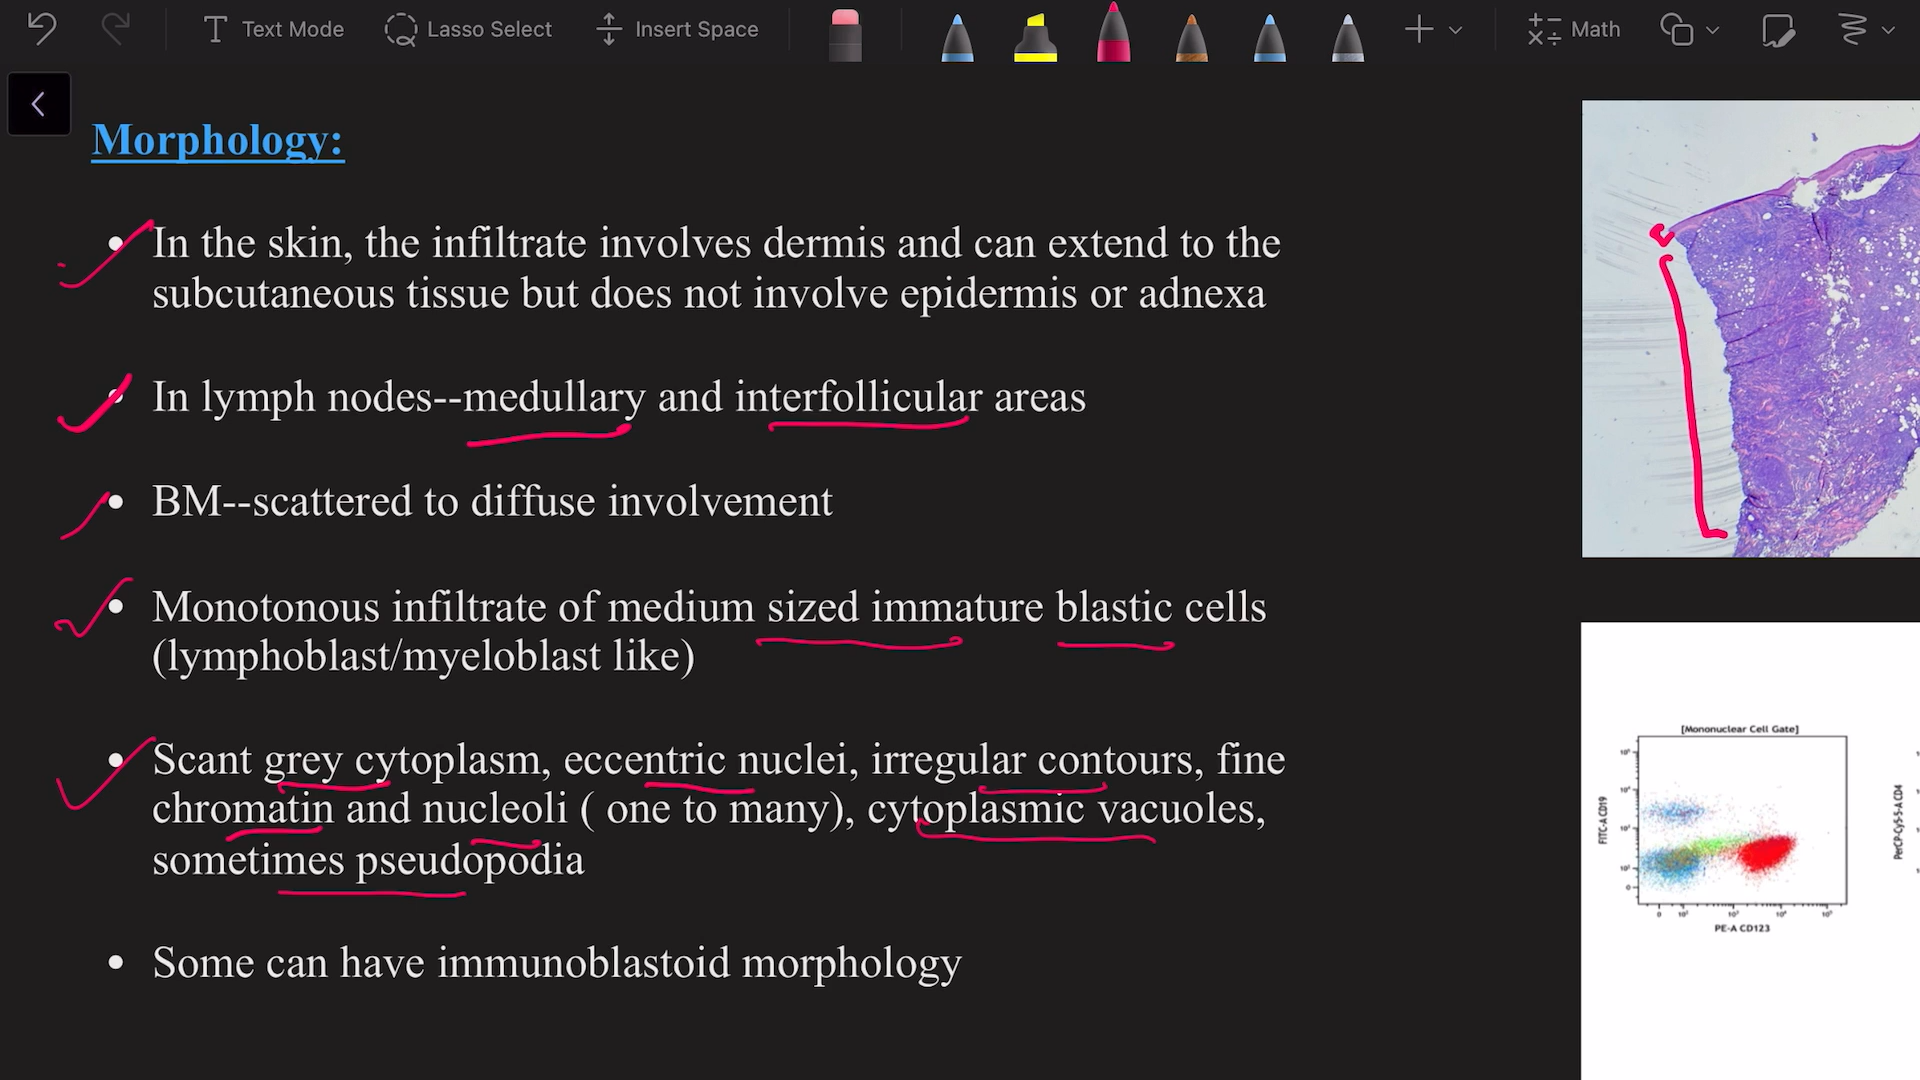 Text Mode Lasso Select Insert Space Math
Morphology:
• In the skin, the infiltrate involves dermis and can extend to the
subcutaneous tissue but does not involve epidermis or adnexa
• In lymph nodes--medullary and interfollicular areas
• BM--scattered to diffuse involvement
• Monotonous infiltrate of medium sized immature blastic cells
(lymphoblast/myeloblast like)
• Scant grey cytoplasm, eccentric nuclei, irregular contours, fine
chromatin and nucleoli ( one to many), cytoplasmic vacuoles,
sometimes pseudopodia
• Some can have immunoblastoid morphology
[Mononuclear Cell Gate]
FITC-A CD19
PE-A CD123
PerCP-Cy5-5-A CD4